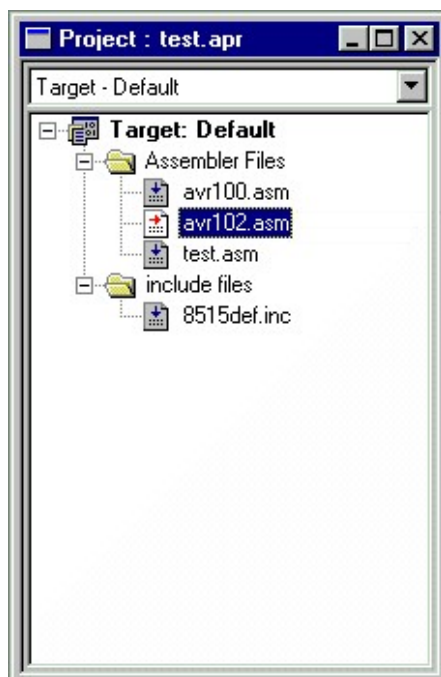 Project : test.apr
Target - Default
Target: Default
Assembler Files
avr100.asm
avr102.asm
test.asm
include files
8515def.inc